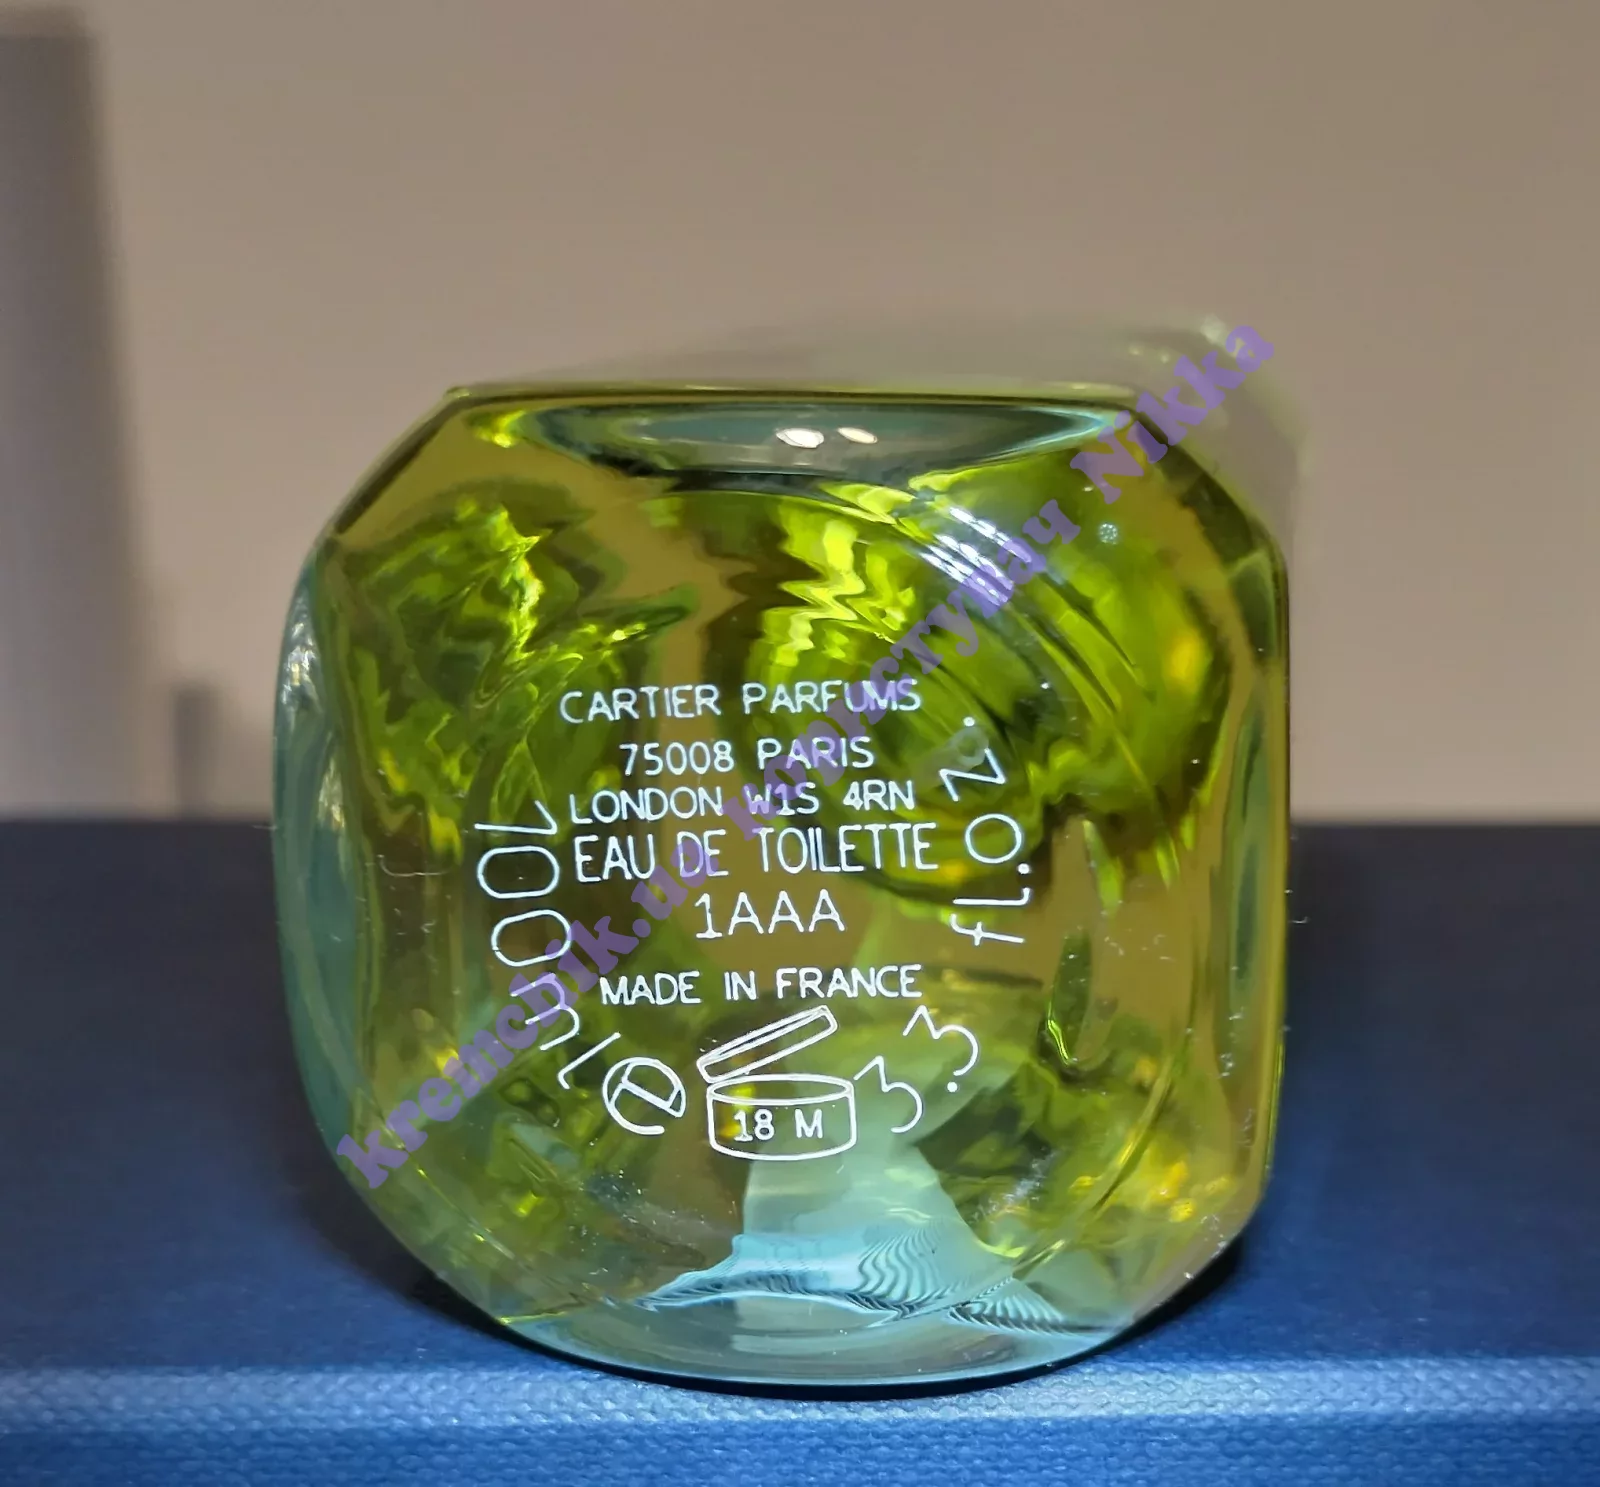 CARTIER PARFUMS
75008 PARIS
LONDON W1S 4RN
EAU DE TOILETTE
1AAA
MADE IN FRANCE
100ml e
18 M
3.3 fl.oz.
kremchik.ua користувач Nikka